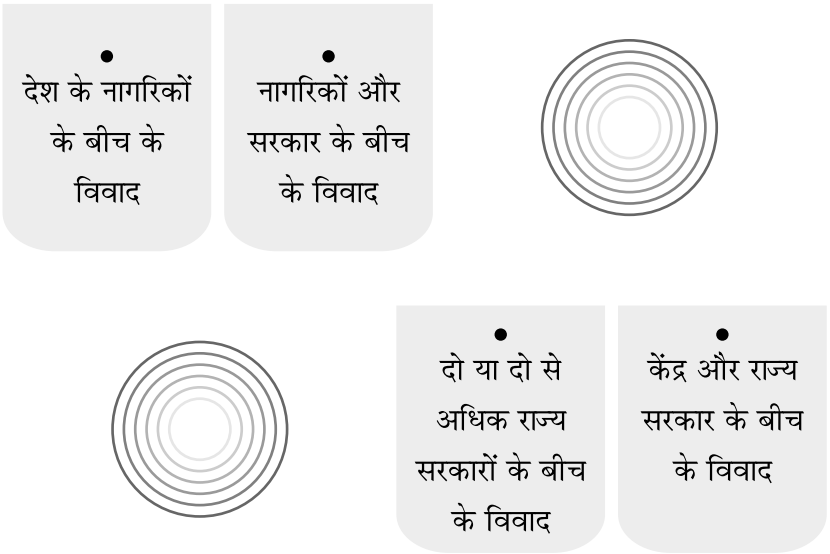 •
देश के नागरिकों
के बीच के
विवाद
•
नागरिकों और
सरकार के बीच
के विवाद
•
दो या दो से
अधिक राज्य
सरकारों के बीच
के विवाद
•
केंद्र और राज्य
सरकार के बीच
के विवाद